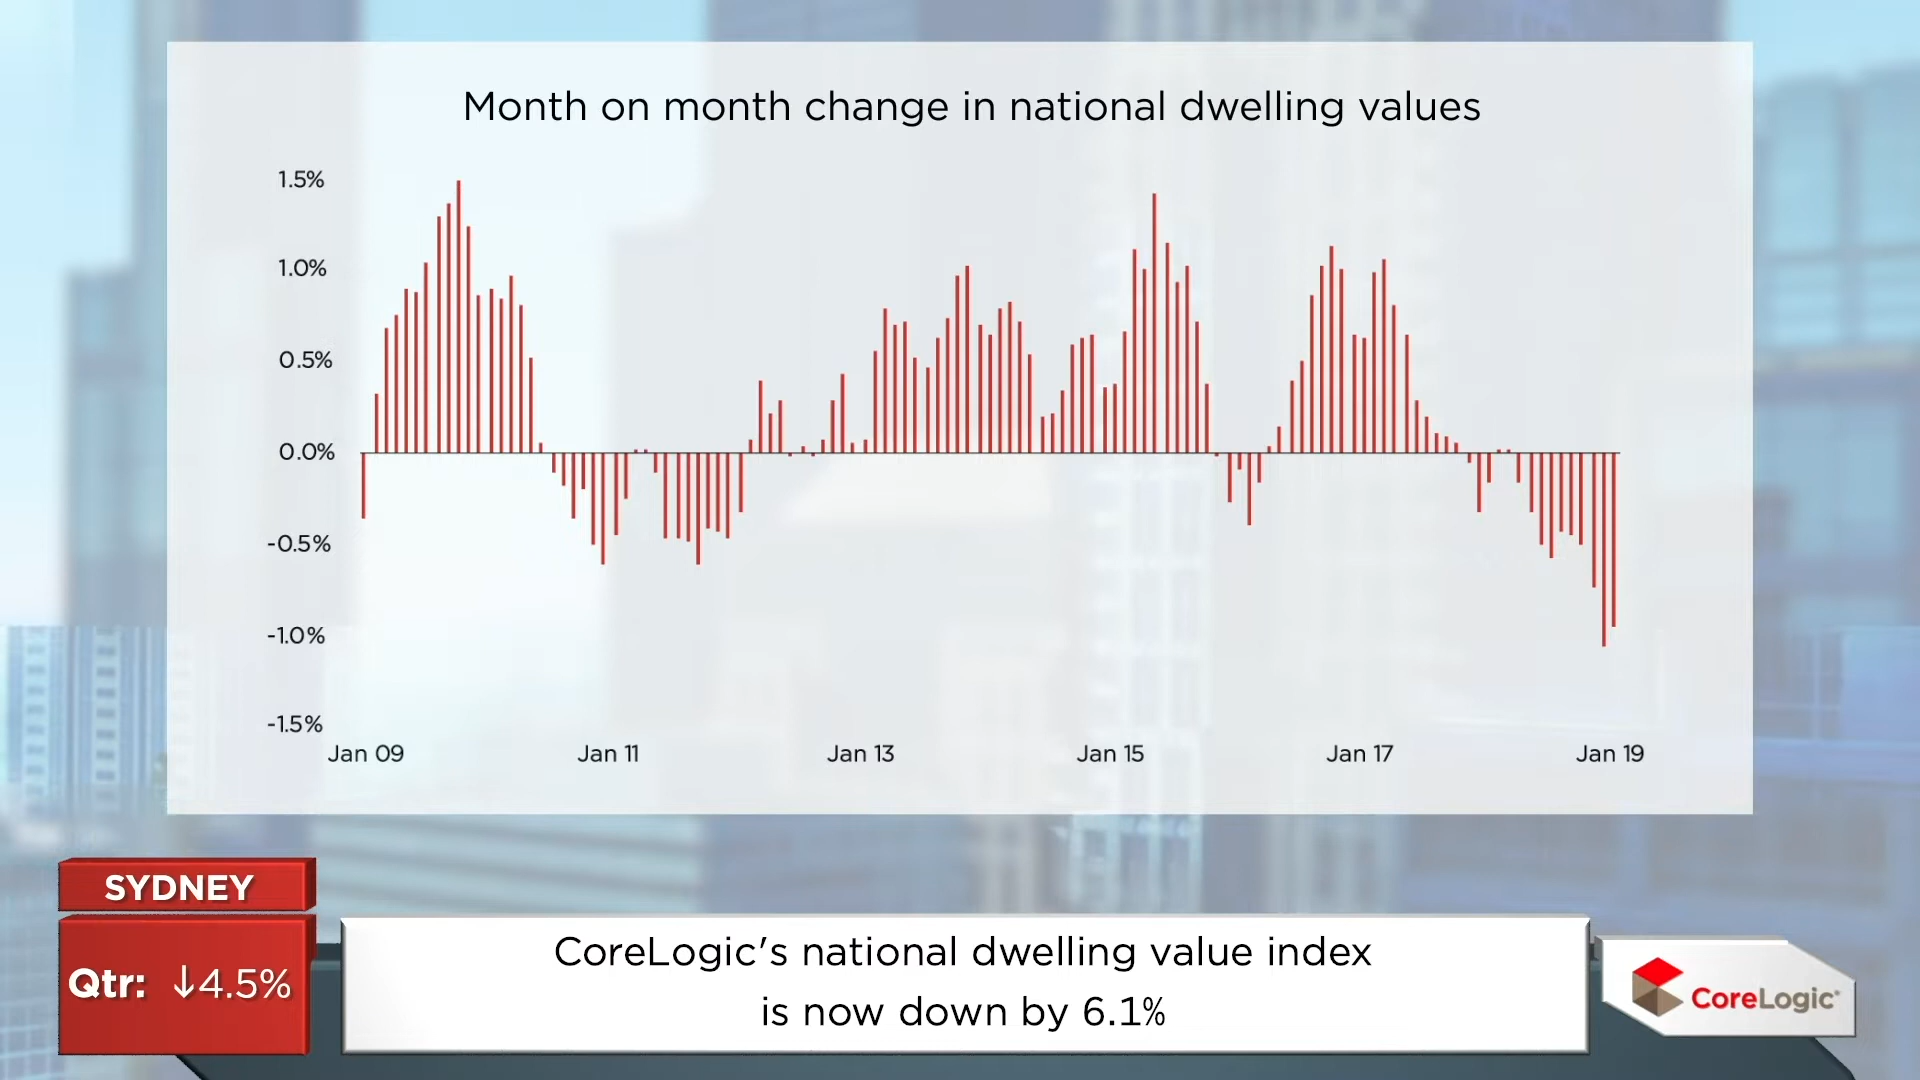 Month on month change in national dwelling values
1.5%
1.0%
0.5%
0.0%
-0.5%
-1.0%
-1.5%
Jan 09 Jan 11 Jan 13 Jan 15 Jan 17 Jan 19
SYDNEY
Qtr: ↓4.5%
CoreLogic's national dwelling value index
is now down by 6.1%
CoreLogic